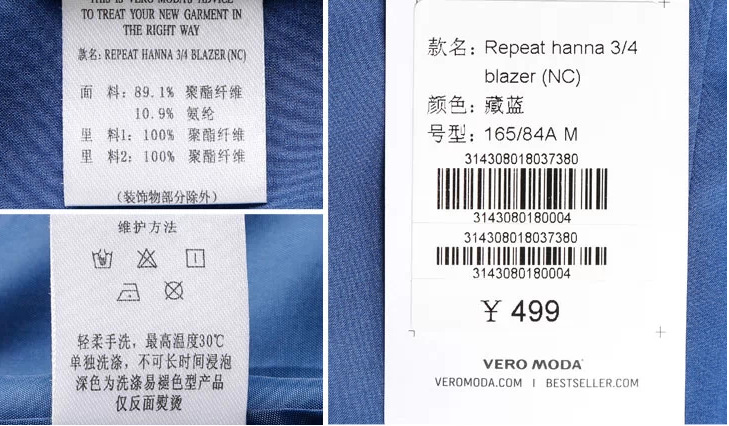 THIS IS VERO MODA'S ADVICE
TO TREAT YOUR NEW GARMENT IN
THE RIGHT WAY
款名: REPEAT HANNA 3/4 BLAZER (NC)
面 料: 89.1% 聚酯纤维
10.9% 氨纶
里 料1: 100% 聚酯纤维
里 料2: 100% 聚酯纤维
(装饰物部分除外)
维护方法
轻柔手洗，最高温度30℃
单独洗涤，不可长时间浸泡
深色为洗涤易褪色型产品
仅反面熨烫
款名: Repeat hanna 3/4
blazer (NC)
颜色: 藏蓝
号型: 165/84A M
314308018037380
3143080180004
314308018037380
3143080180004
￥ 499
VERO MODA
VEROMODA.COM | BESTSELLER.COM